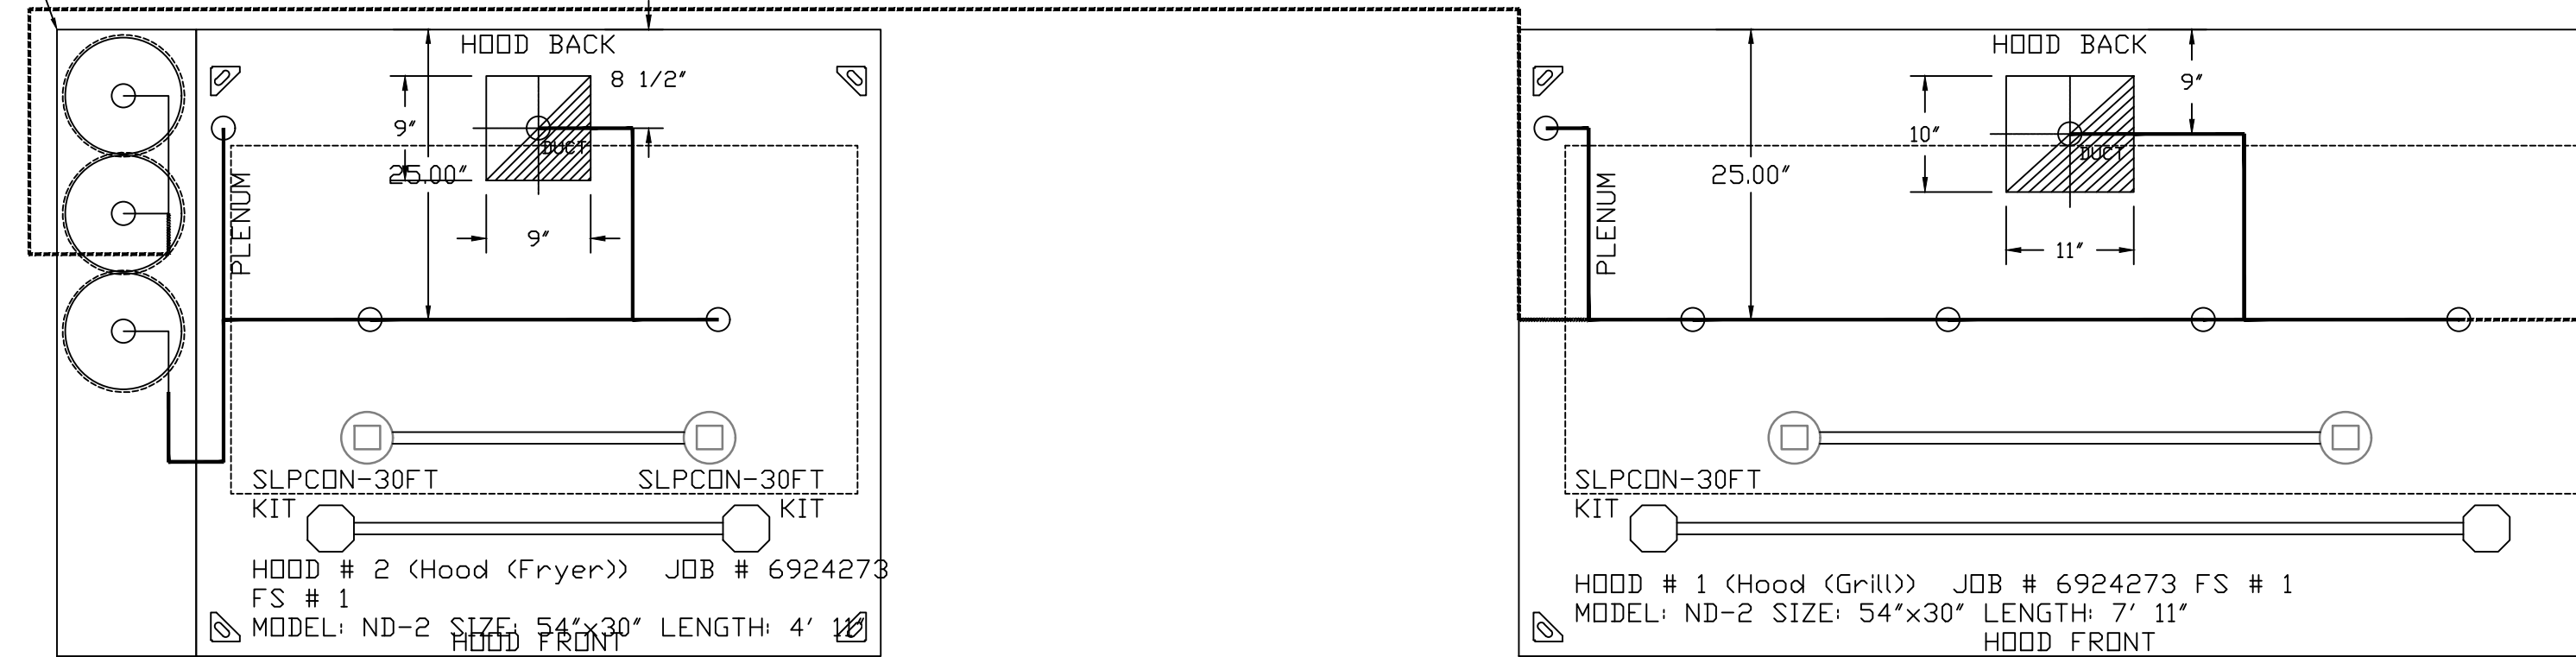 HOOD BACK
8 1/2"
9"
DUCT
25.00"
PLENUM
9"
SLPCON-30FT
KIT
SLPCON-30FT
KIT
HOOD # 2 (Hood (Fryer)) JOB # 6924273
FS # 1
MODEL: ND-2 SIZE: 54"x30" LENGTH: 4' 11"
HOOD FRONT
HOOD BACK
9"
10"
DUCT
25.00"
PLENUM
11"
SLPCON-30FT
KIT
HOOD # 1 (Hood (Grill)) JOB # 6924273 FS # 1
MODEL: ND-2 SIZE: 54"x30" LENGTH: 7' 11"
HOOD FRONT